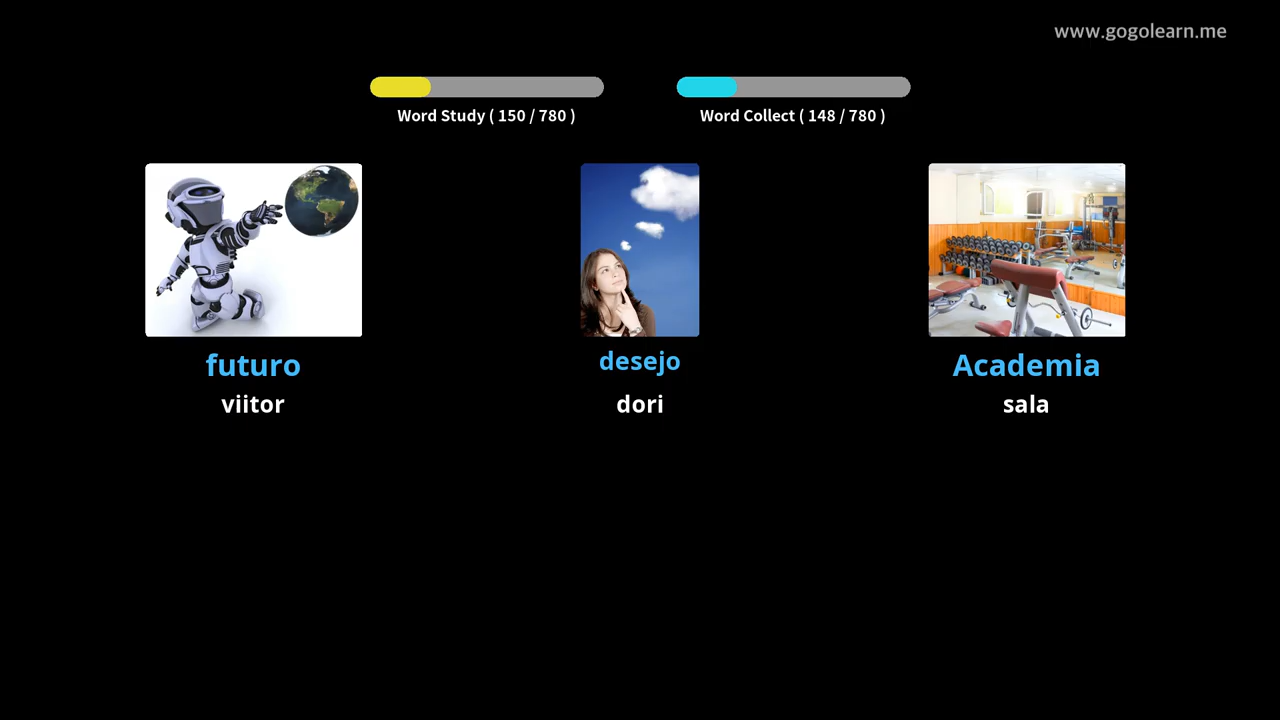 www.gogolearn.me
Word Study ( 150 / 780 )
Word Collect ( 148 / 780 )
futuro
viitor
desejo
dori
Academia
sala